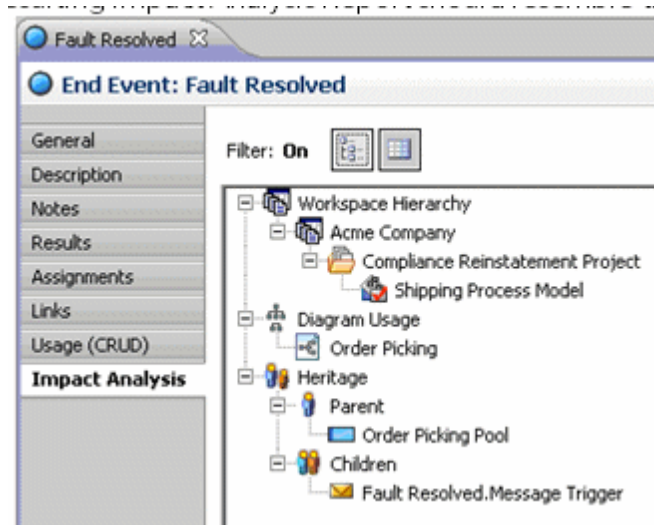 Fault Resolved
End Event: Fault Resolved
General
Description
Notes
Results
Assignments
Links
Usage (CRUD)
Impact Analysis
Filter: On
Workspace Hierarchy
Acme Company
Compliance Reinstatement Project
Shipping Process Model
Diagram Usage
Order Picking
Heritage
Parent
Order Picking Pool
Children
Fault Resolved.Message Trigger